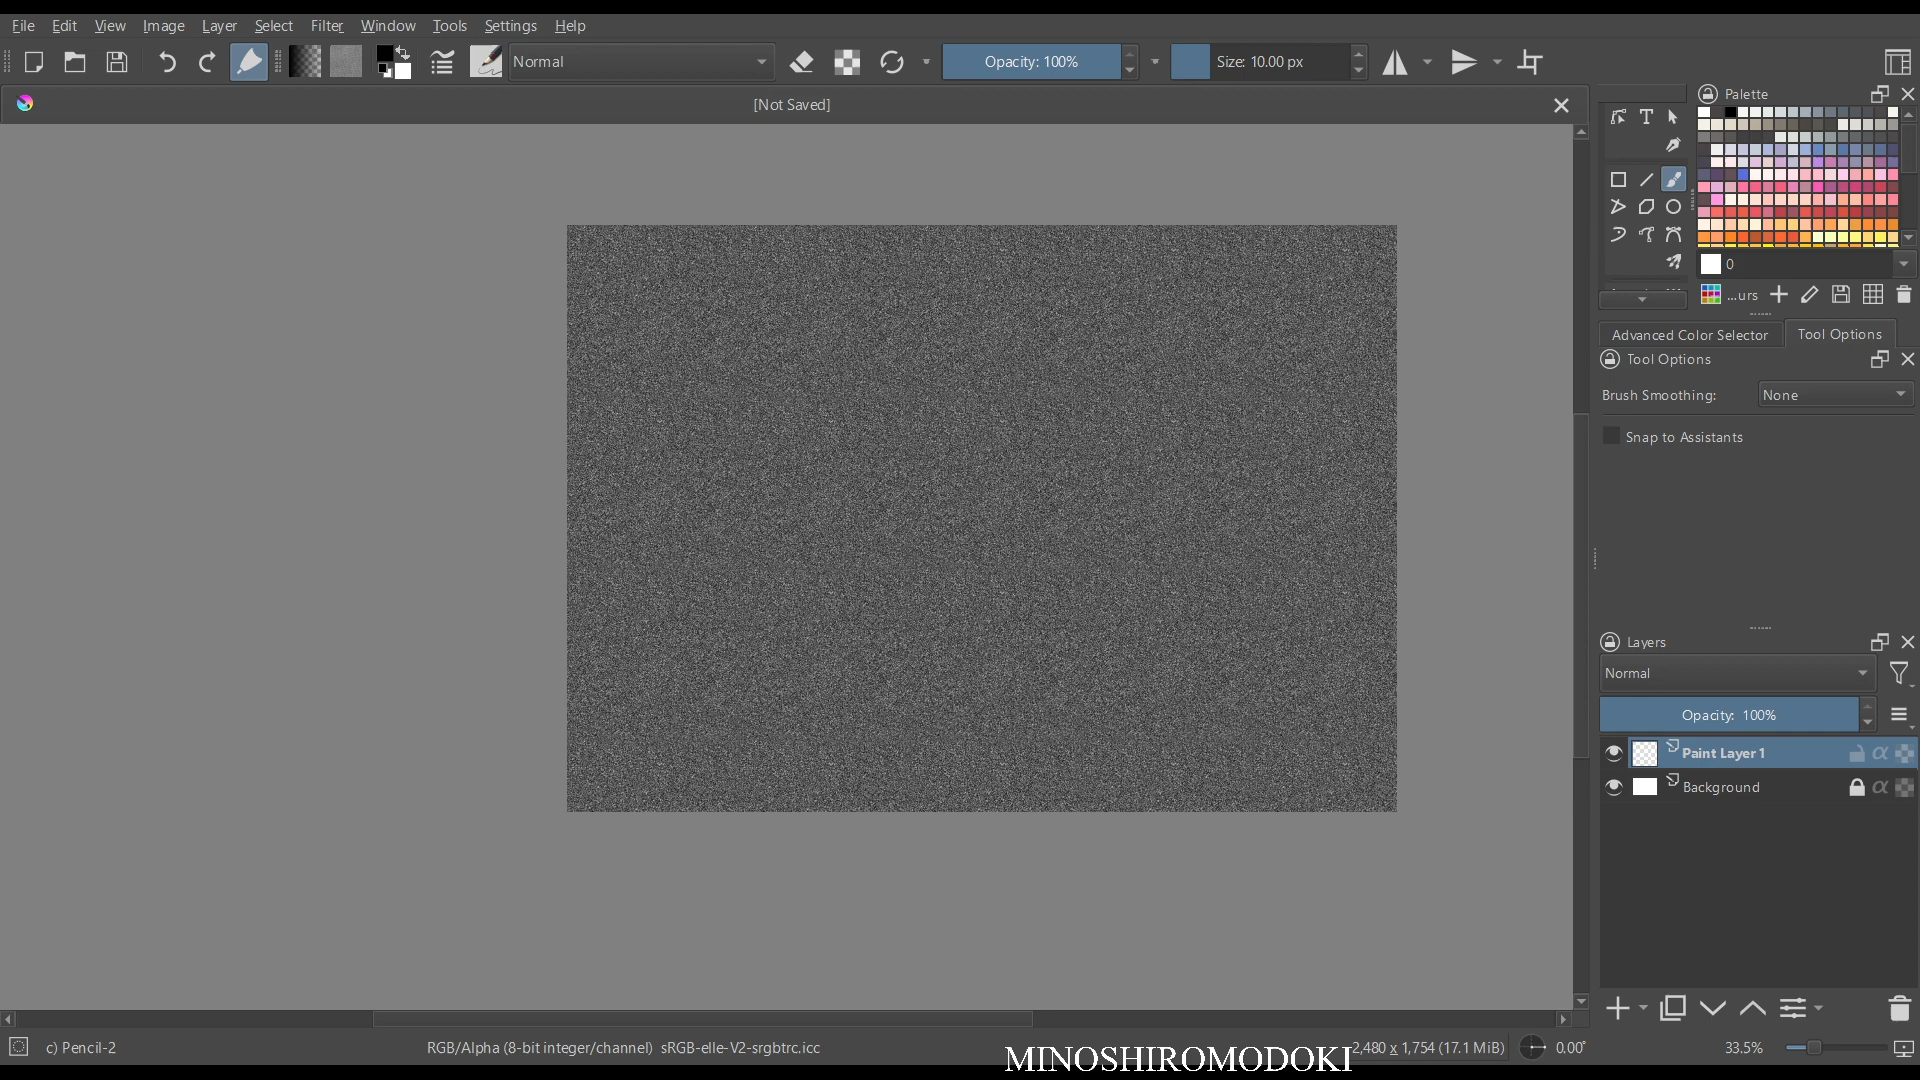 File Edit View Image Layer Select Filter Window Tools Settings Help
Normal Opacity: 100% Size: 10.00 px
[Not Saved]
Palette
0
...urs
Advanced Color Selector Tool Options
Tool Options
Brush Smoothing: None
Snap to Assistants
Layers
Normal
Opacity: 100%
Paint Layer 1
Background
c) Pencil-2 RGB/Alpha (8-bit integer/channel) sRGB-elle-V2-srgbtrc.icc 2,480 x 1,754 (17.1 MiB) 0.00° 33.5%
MINOSHIROMODOKI